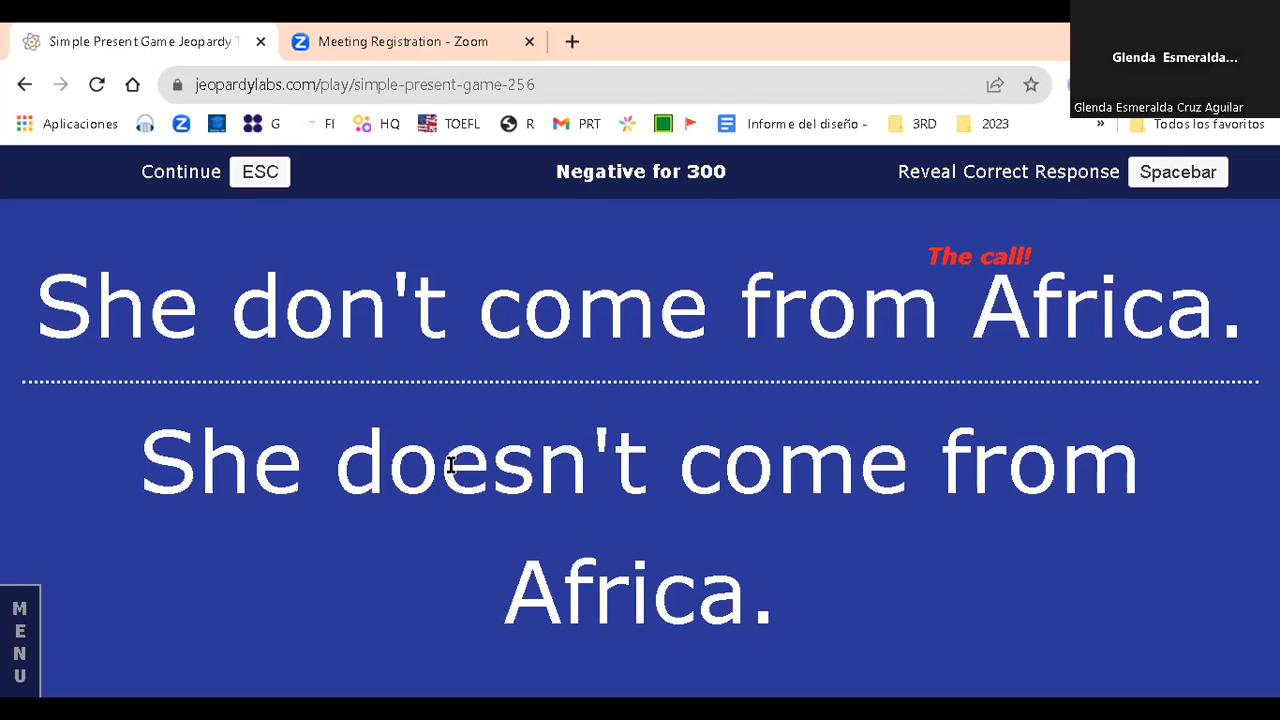 Simple Present Game Jeopardy T
Meeting Registration - Zoom
Glenda Esmeralda...
Glenda Esmeralda Cruz Aguilar
jeopardylabs.com/play/simple-present-game-256
Aplicaciones G FI HQ TOEFL R PRT Informe del diseño - 3RD 2023 » Todos los favoritos
Continue ESC Negative for 300 Reveal Correct Response Spacebar
The call!
She don't come from Africa.
She doesn't come from
Africa.
MENU